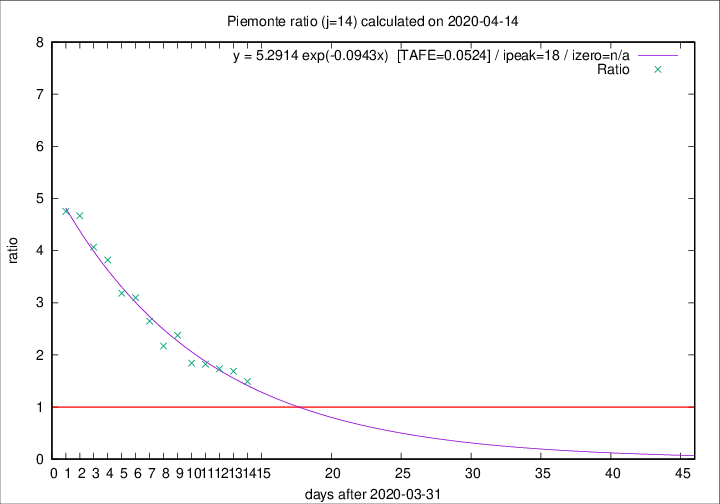 Piemonte ratio (j=14) calculated on 2020-04-14
y = 5.2914 exp(-0.0943x)  [TAFE=0.0524] / ipeak=18 / izero=n/a
Ratio
8
7
6
5
4
3
2
1
0
ratio
0 1 2 3 4 5 6 7 8 9 10 11 12 13 14 15 20 25 30 35 40 45
days after 2020-03-31